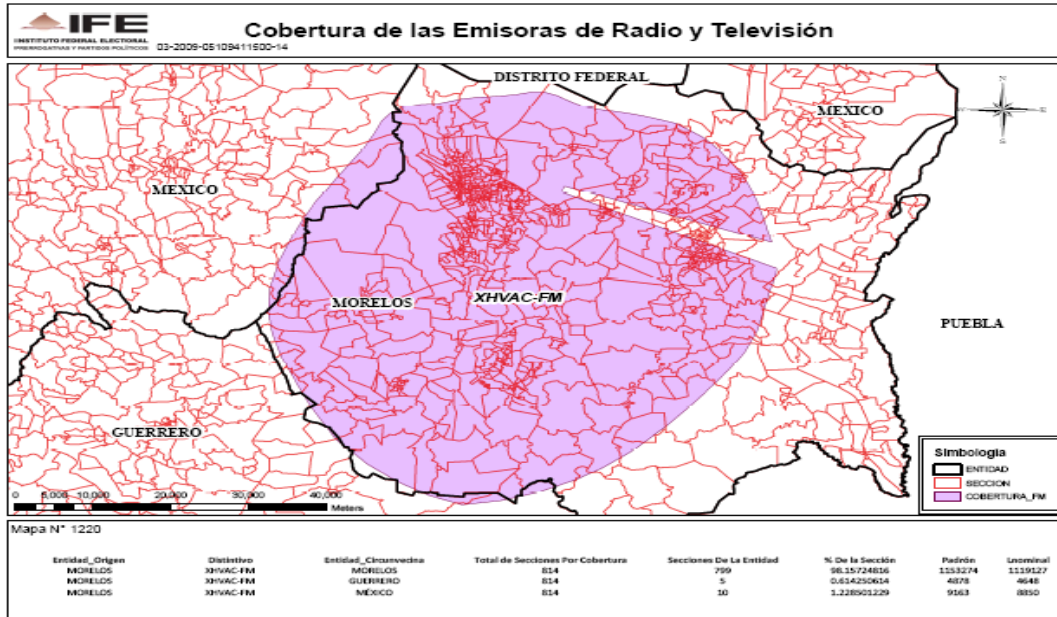 IFE
INSTITUTO FEDERAL ELECTORAL
PRERROGATIVAS Y PARTIDOS POLÍTICOS
03-2009-05109411500-14
Cobertura de las Emisoras de Radio y Televisión
DISTRITO FEDERAL
MEXICO
MEXICO
MORELOS
XHVAC-FM
PUEBLA
GUERRERO
Simbologia
ENTIDAD
SECCION
COBERTURA_FM
0 5,000 10,000 20,000 30,000 40,000
Meters
Mapa N° 1220
Entidad_Origen Distintivo Entidad_Circunvecina Total de Secciones Por Cobertura Secciones De La Entidad % De la Sección Padrón Lnominal
MORELOS XHVAC-FM MORELOS 814 799 98.15724816 1153274 1119127
MORELOS XHVAC-FM GUERRERO 814 5 0.614250614 4878 4648
MORELOS XHVAC-FM MÉXICO 814 10 1.228501229 9163 8850